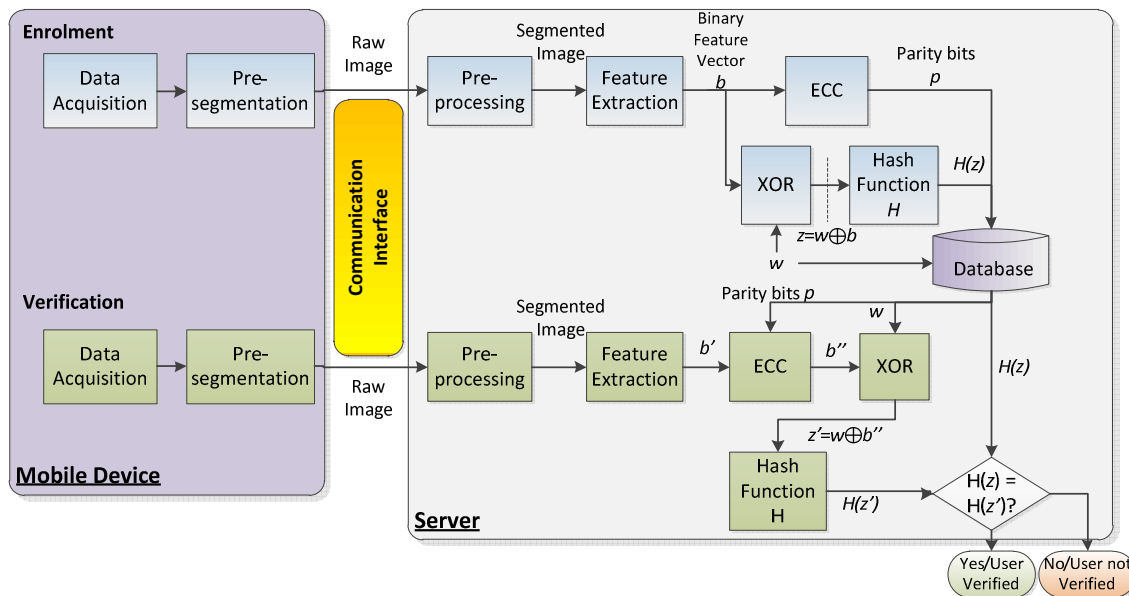 Enrolment
Data
Acquisition
Pre-
segmentation
Raw
Image
Pre-
processing
Segmented
Image
Feature
Extraction
Binary
Feature
Vector
b
ECC
Parity bits
p
XOR
z=w⊕b
w
Hash
Function
H
H(z)
Database
Communication
Interface
Verification
Data
Acquisition
Pre-
segmentation
Raw
Image
Pre-
processing
Segmented
Image
Feature
Extraction
b’
Parity bits p
ECC
b’’
w
XOR
z’=w⊕b’’
Hash
Function
H
H(z’)
H(z)
H(z) =
H(z’)?
Yes/User
Verified
No/User not
Verified
Mobile Device
Server